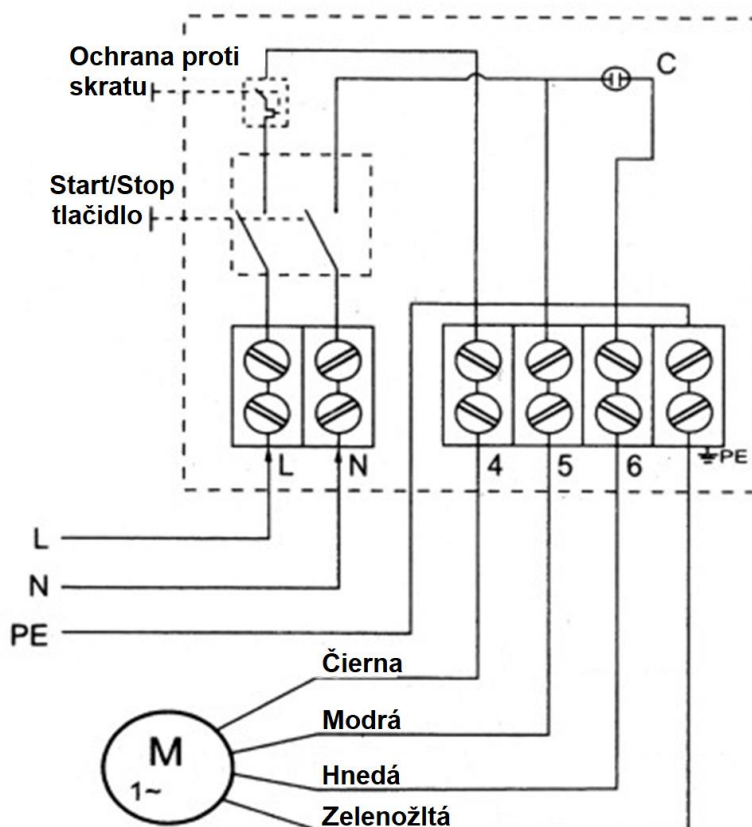 Ochrana proti
skratu
C
Start/Stop
tlačidlo
L N 4 5 6 PE
L
N
PE
Čierna
Modrá
Hnedá
Zelenožltá
M
1~